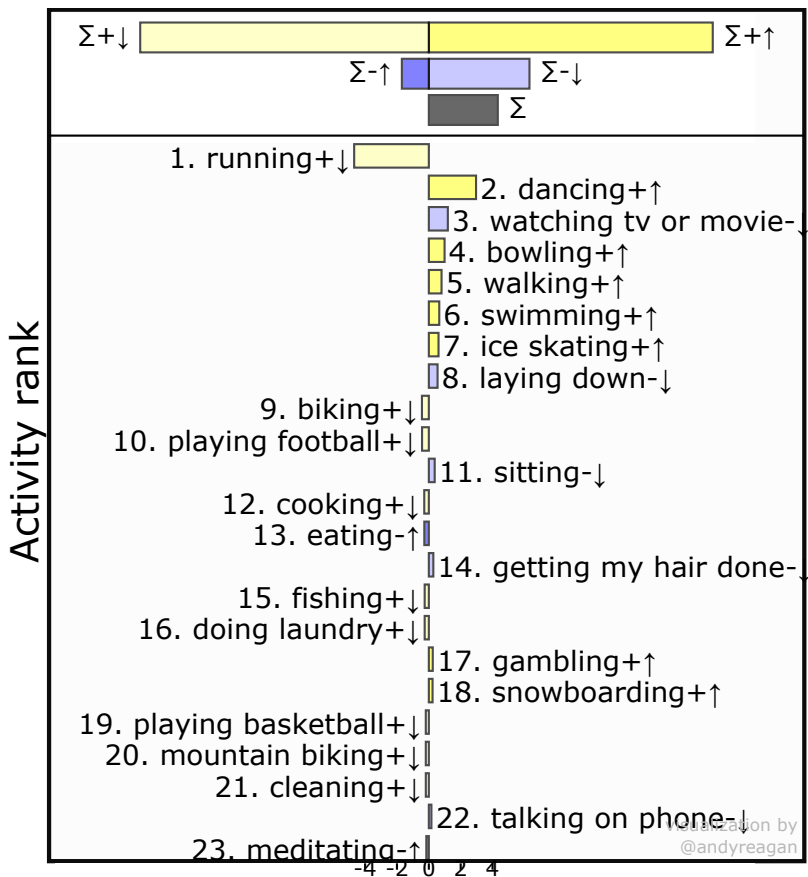 Σ+↓ Σ+↑
Σ-↑ Σ-↓
Σ
1. running+↓
2. dancing+↑
3. watching tv or movie-↓
4. bowling+↑
5. walking+↑
6. swimming+↑
7. ice skating+↑
8. laying down-↓
9. biking+↓
10. playing football+↓
11. sitting-↓
12. cooking+↓
13. eating-↑
14. getting my hair done-↓
15. fishing+↓
16. doing laundry+↓
17. gambling+↑
18. snowboarding+↑
19. playing basketball+↓
20. mountain biking+↓
21. cleaning+↓
22. talking on phone-↓
23. meditating-↑
Activity rank
-4 -2 0 2 4
visualization by
@andyreagan